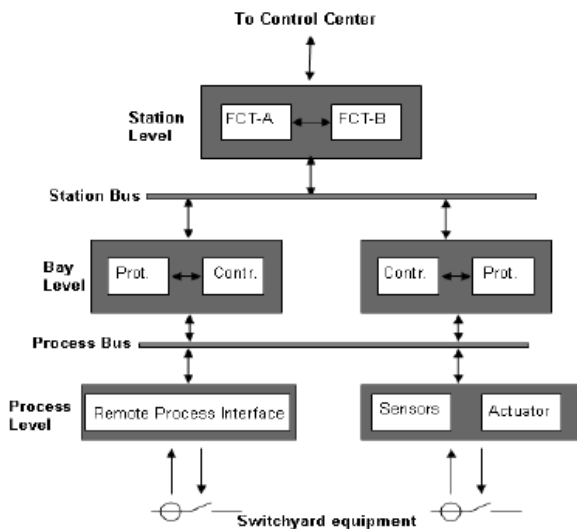 To Control Center
Station
Level
FCT-A
FCT-B
Station Bus
Bay
Level
Prot.
Contr.
Contr.
Prot.
Process Bus
Process
Level
Remote Process Interface
Sensors
Actuator
Switchyard equipment